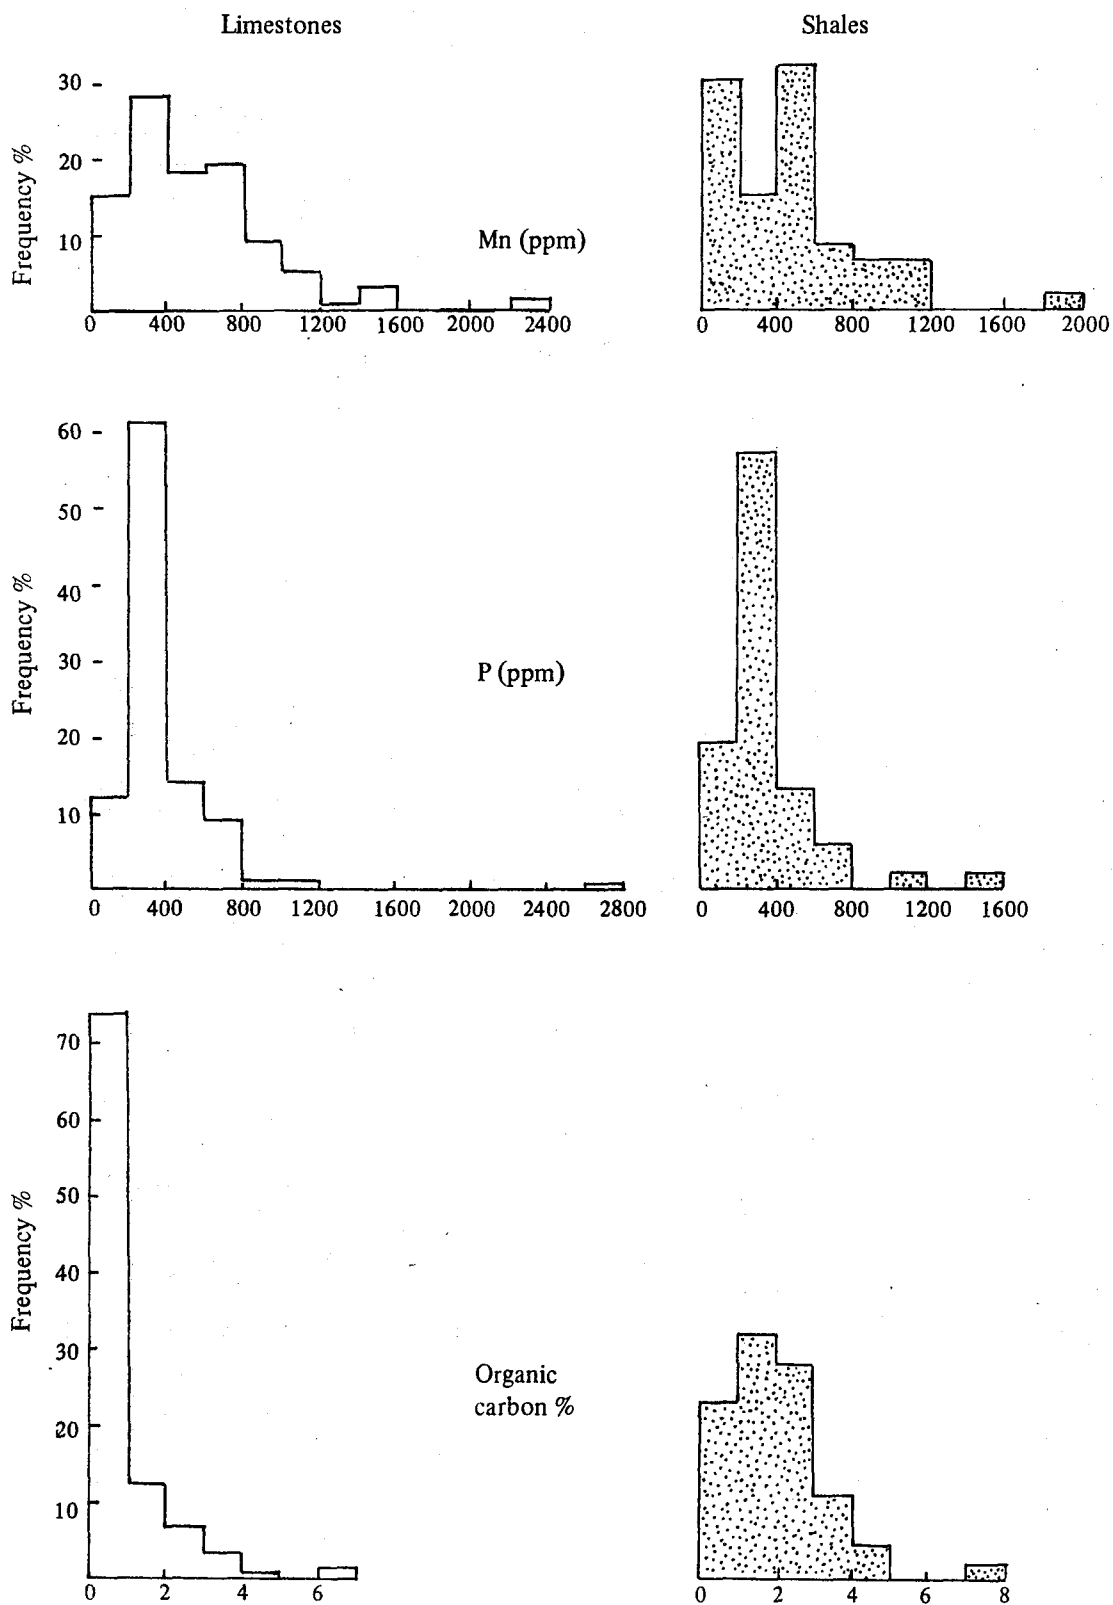 Limestones
Shales
Frequency %
30
20
10
Mn (ppm)
0 400 800 1200 1600 2000 2400
0 400 800 1200 1600 2000
Frequency %
60
50
40
30
20
10
P (ppm)
0 400 800 1200 1600 2000 2400 2800
0 400 800 1200 1600
Frequency %
70
60
50
40
30
20
10
Organic
carbon %
0 2 4 6
0 2 4 6 8